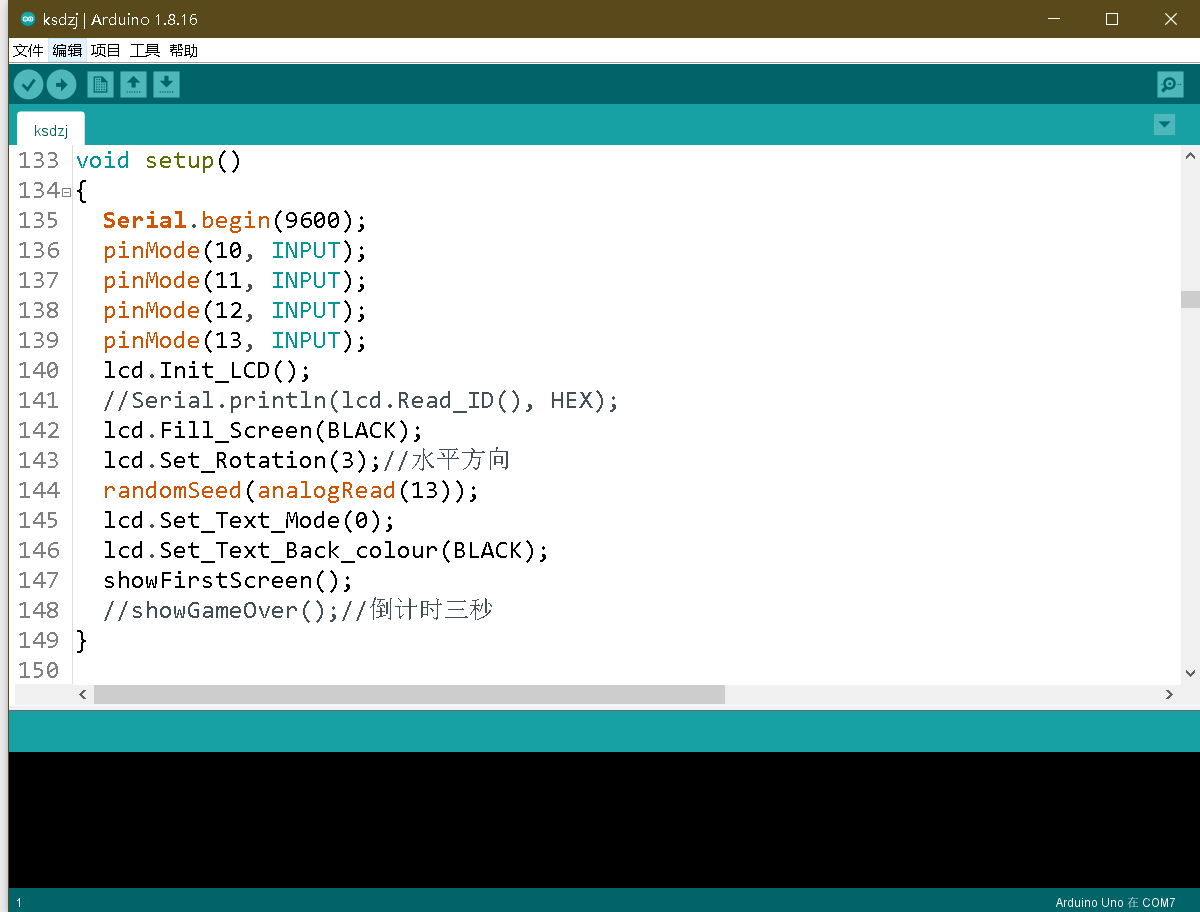 ksdzj | Arduino 1.8.16
文件 编辑 项目 工具 帮助
ksdzj
133 void setup()
134 {
135 Serial.begin(9600);
136 pinMode(10, INPUT);
137 pinMode(11, INPUT);
138 pinMode(12, INPUT);
139 pinMode(13, INPUT);
140 lcd.Init_LCD();
141 //Serial.println(lcd.Read_ID(), HEX);
142 lcd.Fill_Screen(BLACK);
143 lcd.Set_Rotation(3);//水平方向
144 randomSeed(analogRead(13));
145 lcd.Set_Text_Mode(0);
146 lcd.Set_Text_Back_colour(BLACK);
147 showFirstScreen();
148 //showGameOver();//倒计时三秒
149 }
150
1 Arduino Uno 在 COM7